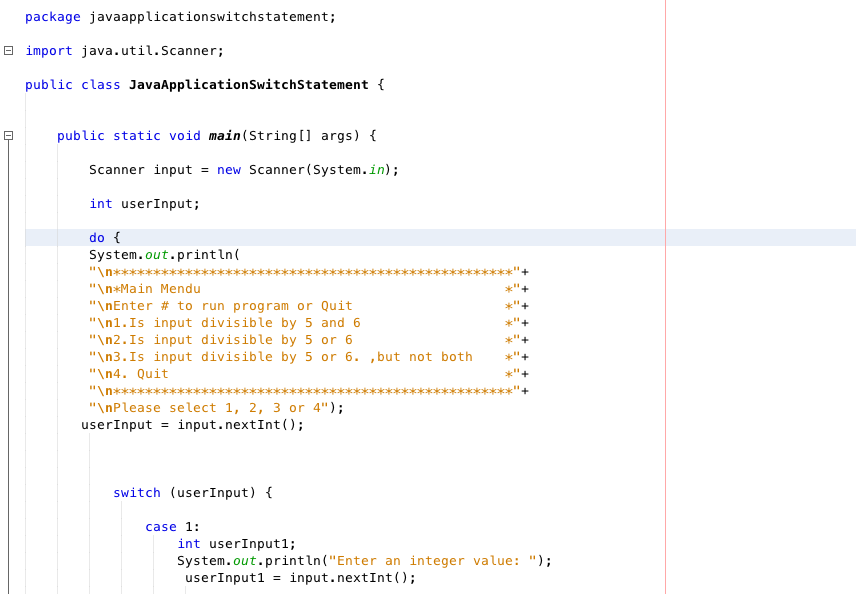 package javaapplicationswitchstatement;
import java.util.Scanner;
public class JavaApplicationSwitchStatement {
public static void main(String[] args) {
Scanner input = new Scanner(System.in);
int userInput;
do {
System.out.println(
"\n**************************************************"+
"\n*Main Mendu                                      *"+
"\nEnter # to run program or Quit                   *"+
"\n1.Is input divisible by 5 and 6                  *"+
"\n2.Is input divisible by 5 or 6                   *"+
"\n3.Is input divisible by 5 or 6. ,but not both    *"+
"\n4. Quit                                          *"+
"\n**************************************************"+
"\nPlease select 1, 2, 3 or 4");
userInput = input.nextInt();
switch (userInput) {
case 1:
int userInput1;
System.out.println("Enter an integer value: ");
userInput1 = input.nextInt();